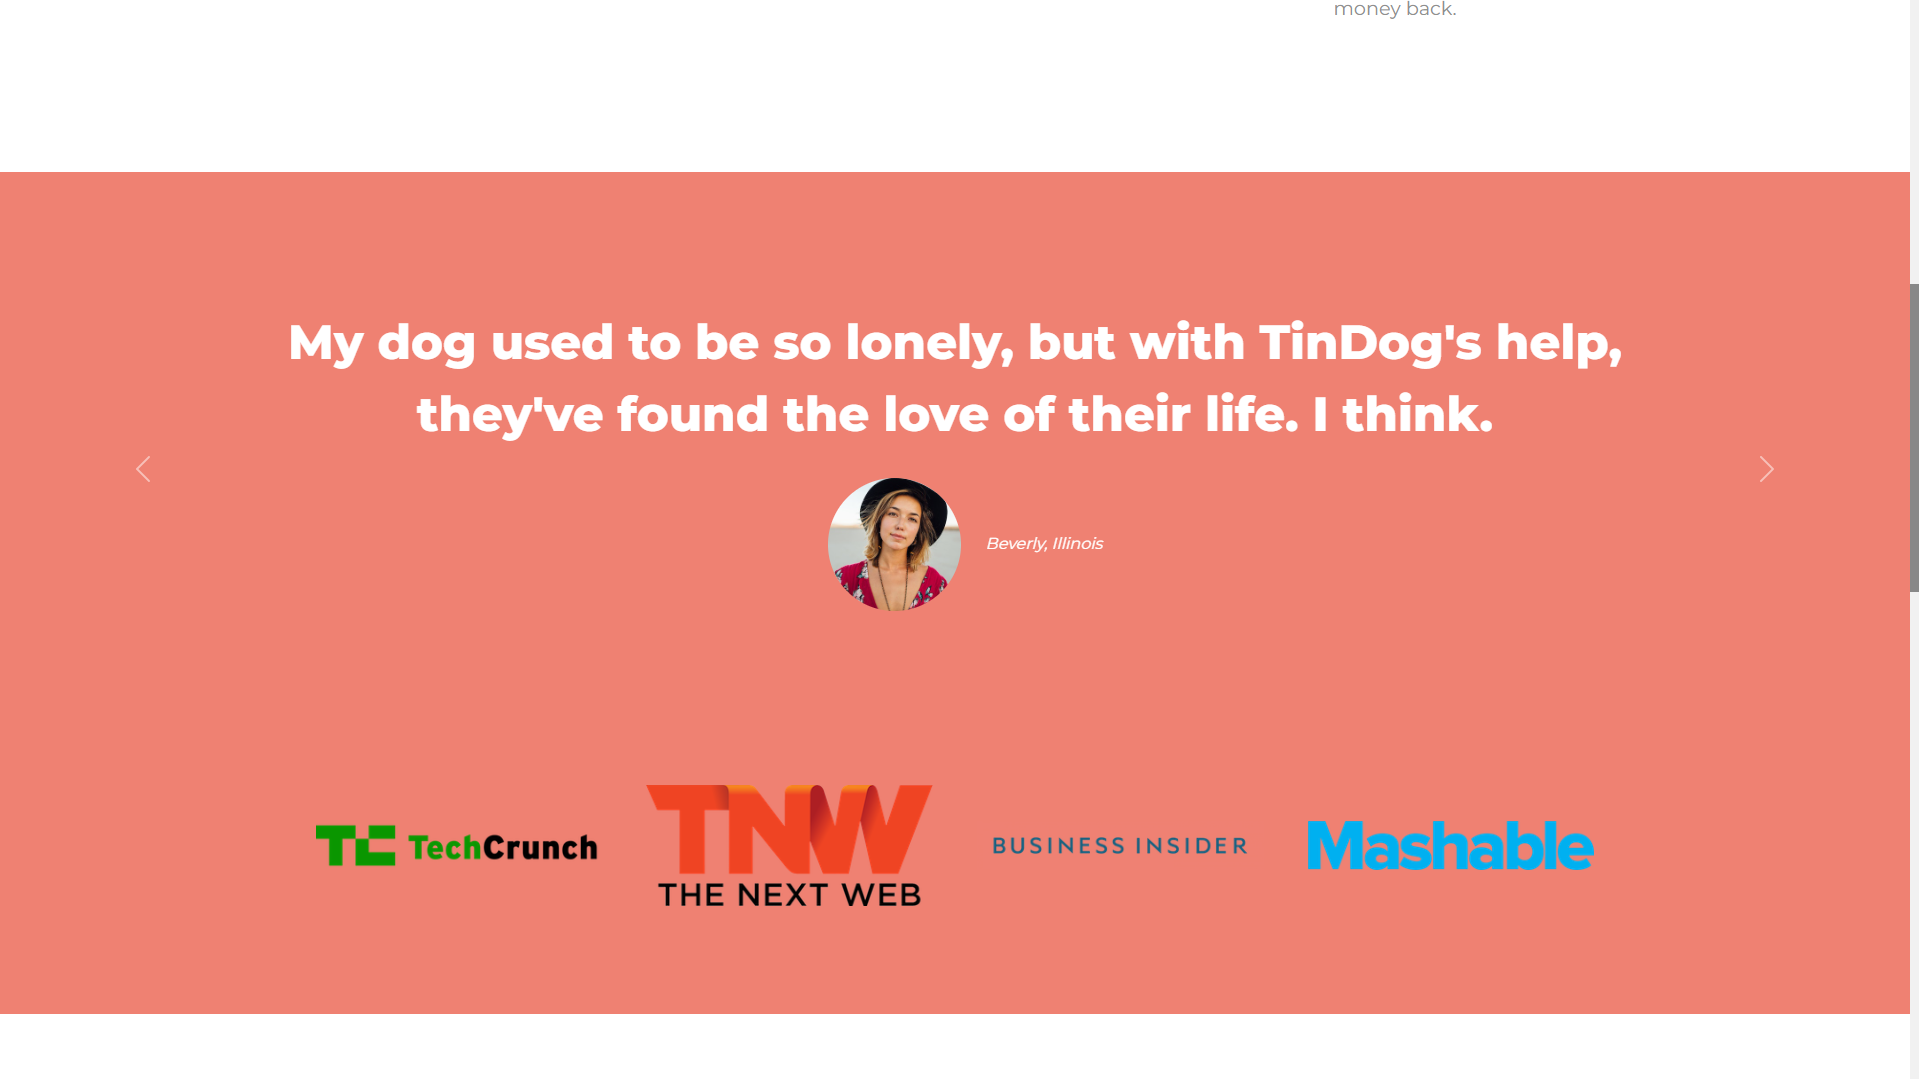 money back.
My dog used to be so lonely, but with TinDog's help,
they've found the love of their life. I think.
Beverly, Illinois
TC TechCrunch
TNW
THE NEXT WEB
BUSINESS INSIDER
Mashable